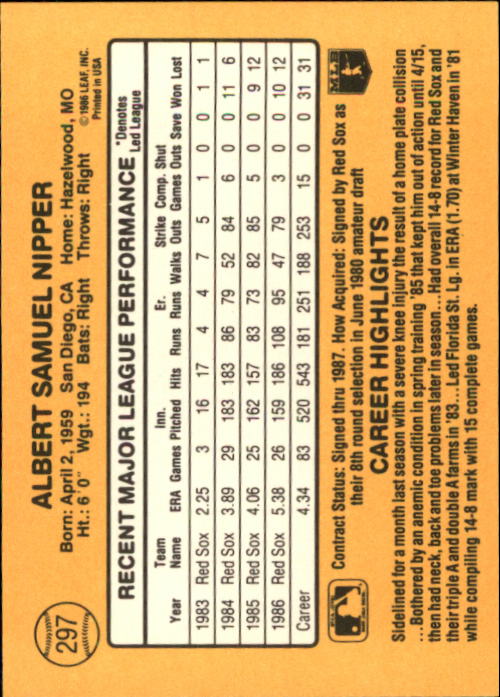 297
ALBERT SAMUEL NIPPER
Born: April 2, 1959 San Diego, CA Home: Hazelwood, MO
Ht.: 6'0" Wgt.: 194 Bats: Right Throws: Right
©1986 LEAF, INC.
Printed in USA
RECENT MAJOR LEAGUE PERFORMANCE
*Denotes
Led League
Team Inn. Er. Strike Comp. Shut
Year Name ERA Games Pitched Hits Runs Runs Walks Outs Games Outs Save Won Lost
1983 Red Sox 2.25 3 16 17 4 4 7 5 1 0 0 1 1
1984 Red Sox 3.89 29 183 183 86 79 52 84 6 0 0 11 6
1985 Red Sox 4.06 25 162 157 83 73 82 85 5 0 0 9 12
1986 Red Sox 5.38 26 159 186 108 95 47 79 3 0 0 10 12
Career 4.34 83 520 543 181 251 188 253 15 0 0 31 31
Contract Status: Signed thru 1987. How Acquired: Signed by Red Sox as
their 8th round selection in June 1980 amateur draft
MLB
CAREER HIGHLIGHTS
Sidelined for a month last season with a severe knee injury the result of a home plate collision
...Bothered by an anemic condition in spring training '85 that kept him out of action until 4/15,
then had neck, back and toe problems later in season...Had overall 14-8 record for Red Sox and
their triple A and double A farms in '83...Led Florida St. Lg. in ERA (1.70) at Winter Haven in '81
while compiling 14-8 mark with 15 complete games.